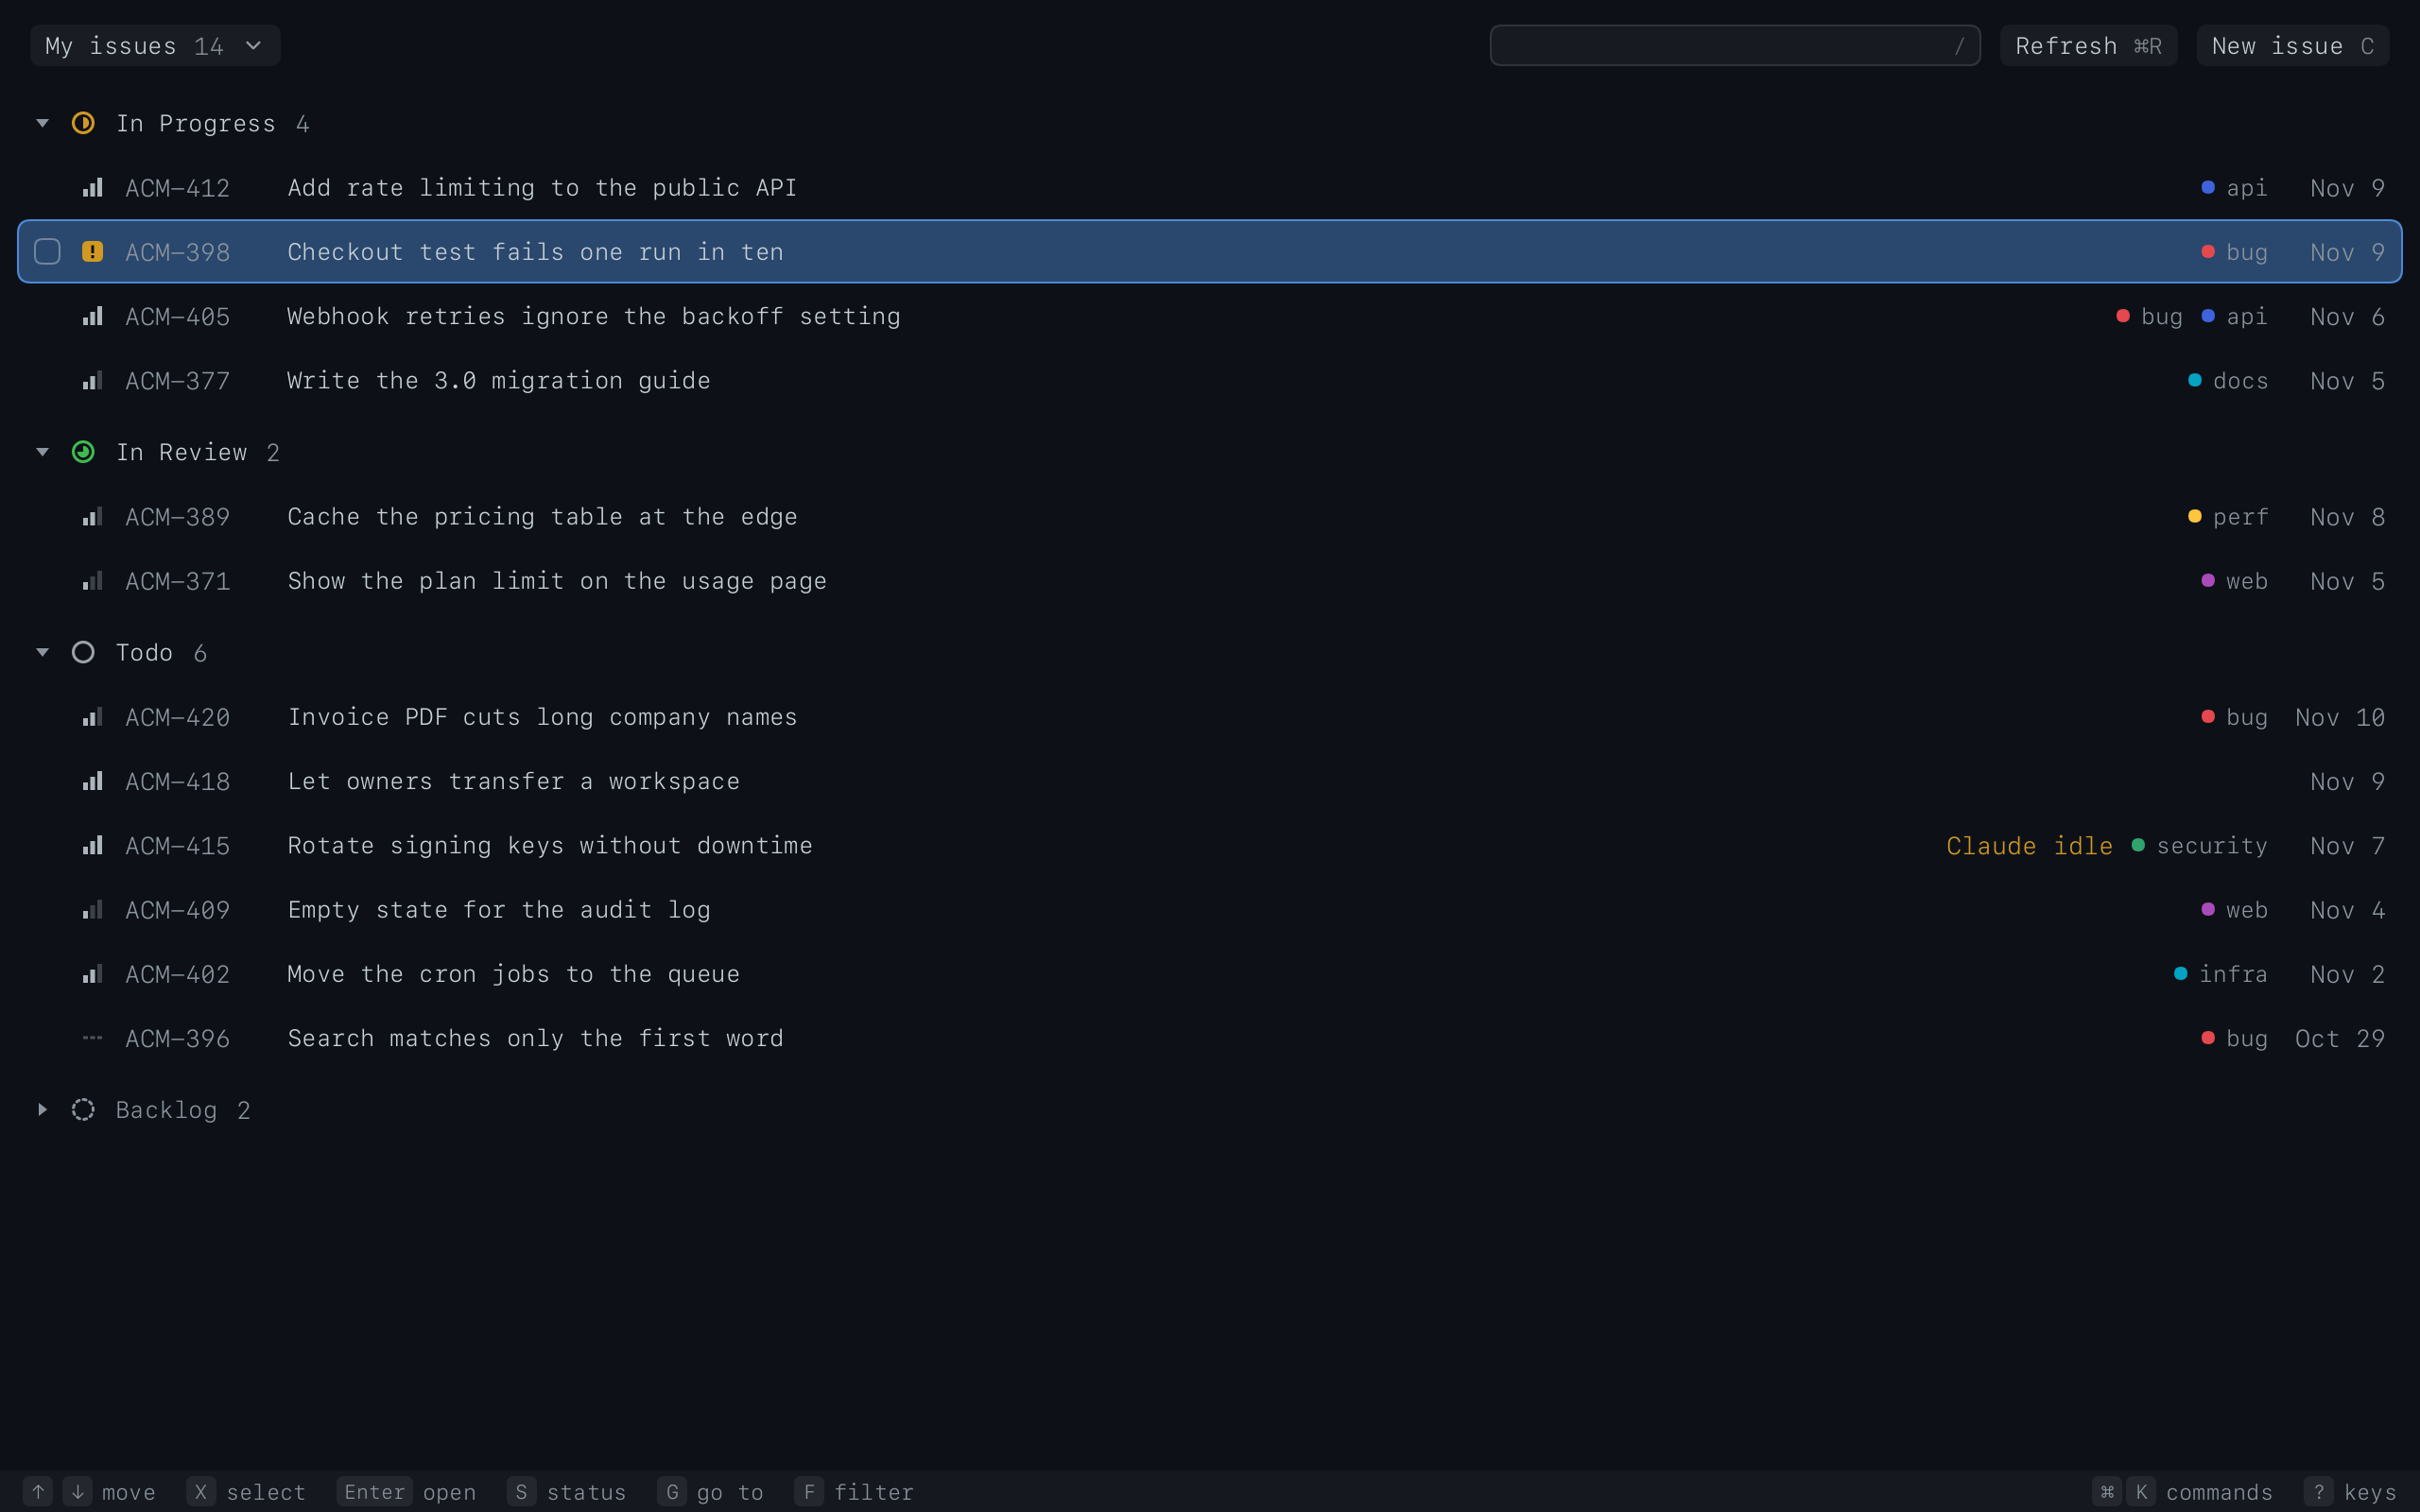 My issues 14 / Refresh ⌘R New issue C
In Progress 4
ACM-412 Add rate limiting to the public API api Nov 9
ACM-398 Checkout test fails one run in ten bug Nov 9
ACM-405 Webhook retries ignore the backoff setting bug api Nov 6
ACM-377 Write the 3.0 migration guide docs Nov 5
In Review 2
ACM-389 Cache the pricing table at the edge perf Nov 8
ACM-371 Show the plan limit on the usage page web Nov 5
Todo 6
ACM-420 Invoice PDF cuts long company names bug Nov 10
ACM-418 Let owners transfer a workspace Nov 9
ACM-415 Rotate signing keys without downtime Claude idle security Nov 7
ACM-409 Empty state for the audit log web Nov 4
ACM-402 Move the cron jobs to the queue infra Nov 2
ACM-396 Search matches only the first word bug Oct 29
Backlog 2
↑ ↓ move X select Enter open S status G go to F filter ⌘ K commands ? keys